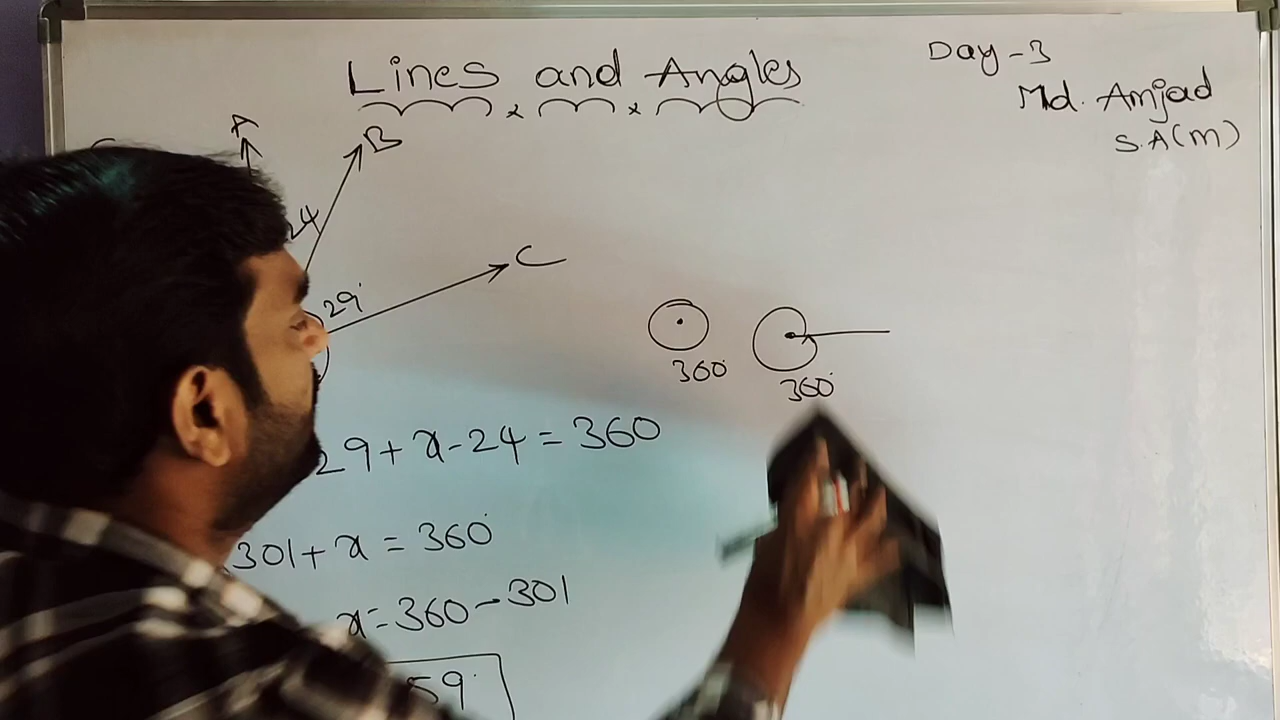 Lines and Angles
Day-3
Md. Amjad
S.A(M)
A
B
24
C
29°
360°
360°
29+x-24=360
301+x=360°
x=360-301
59°